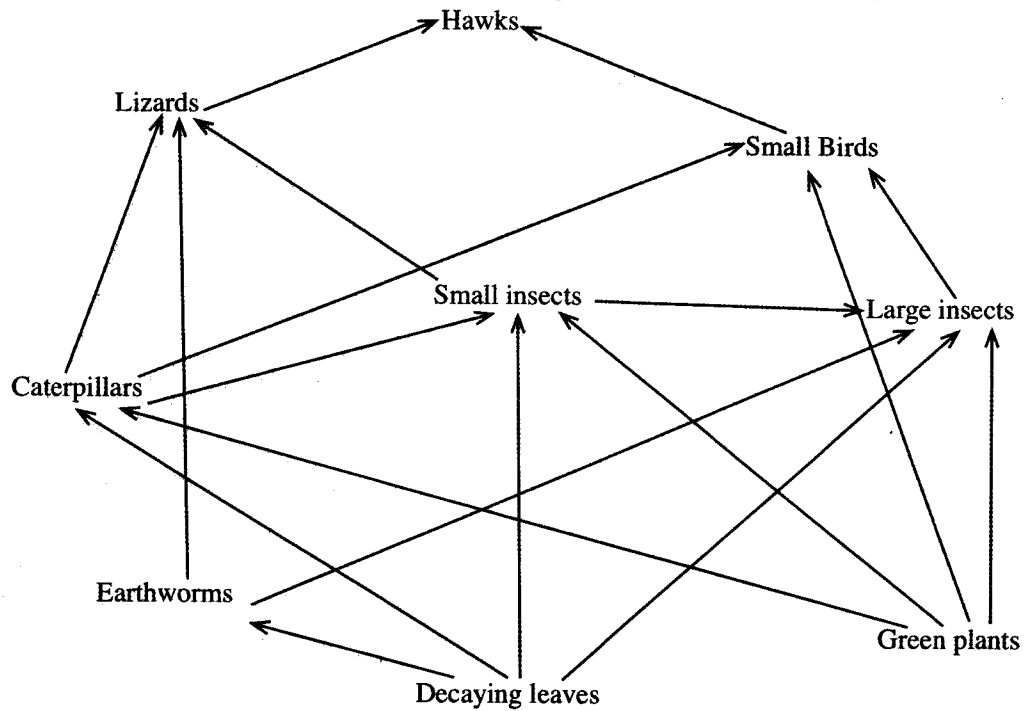 Hawks
Lizards
Small Birds
Small insects
Large insects
Caterpillars
Earthworms
Green plants
Decaying leaves